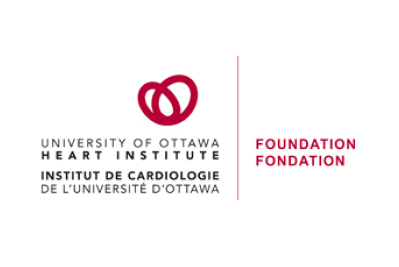 UNIVERSITY OF OTTAWA
HEART INSTITUTE
INSTITUT DE CARDIOLOGIE
DE L'UNIVERSITÉ D'OTTAWA
FOUNDATION
FONDATION